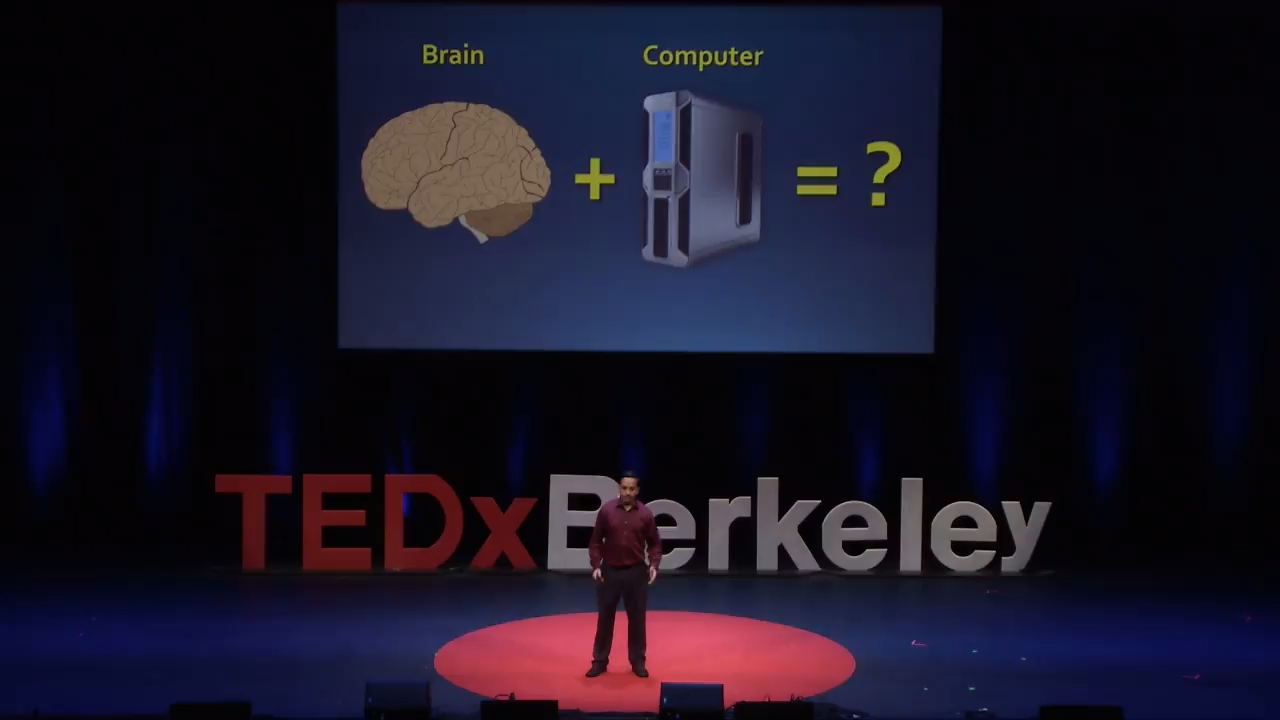 Brain
Computer
+
= ?
TEDxBerkeley